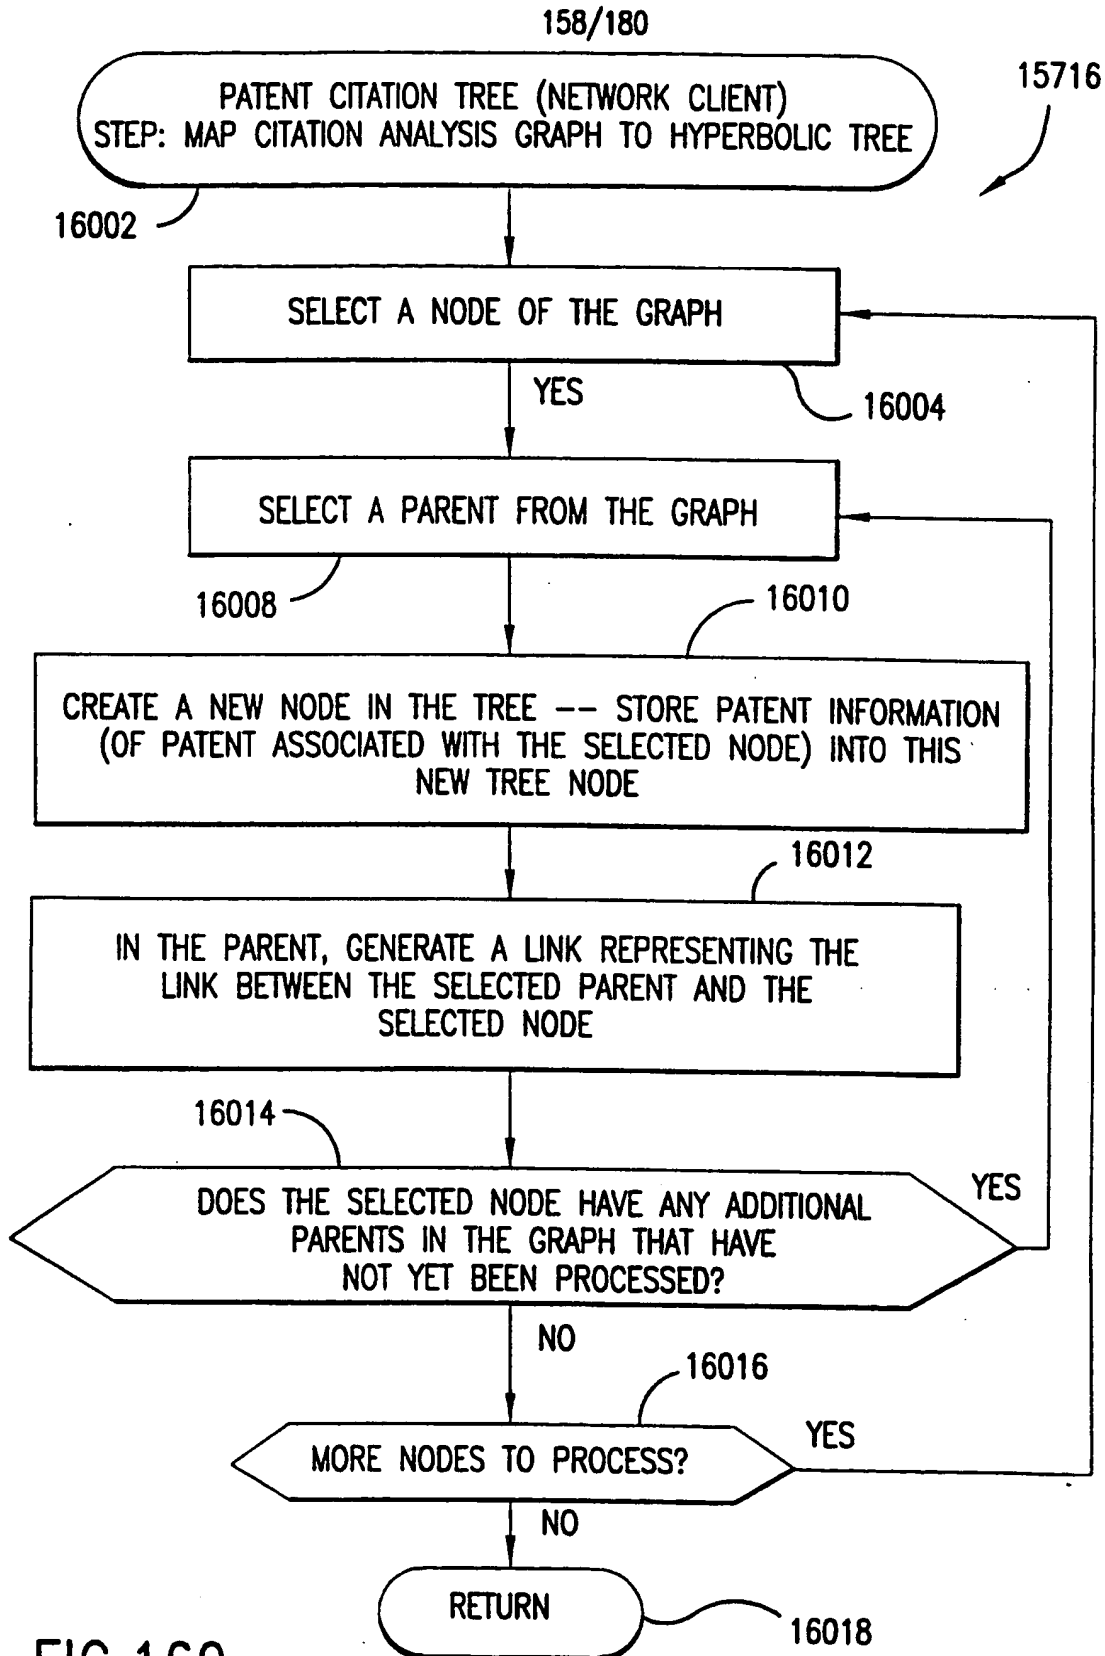 158/180
15716
PATENT CITATION TREE (NETWORK CLIENT)
STEP: MAP CITATION ANALYSIS GRAPH TO HYPERBOLIC TREE
16002
SELECT A NODE OF THE GRAPH
YES
16004
SELECT A PARENT FROM THE GRAPH
16008
16010
CREATE A NEW NODE IN THE TREE -- STORE PATENT INFORMATION
(OF PATENT ASSOCIATED WITH THE SELECTED NODE) INTO THIS
NEW TREE NODE
16012
IN THE PARENT, GENERATE A LINK REPRESENTING THE
LINK BETWEEN THE SELECTED PARENT AND THE
SELECTED NODE
16014
YES
DOES THE SELECTED NODE HAVE ANY ADDITIONAL
PARENTS IN THE GRAPH THAT HAVE
NOT YET BEEN PROCESSED?
NO
16016
YES
MORE NODES TO PROCESS?
NO
RETURN
16018
FIG.160